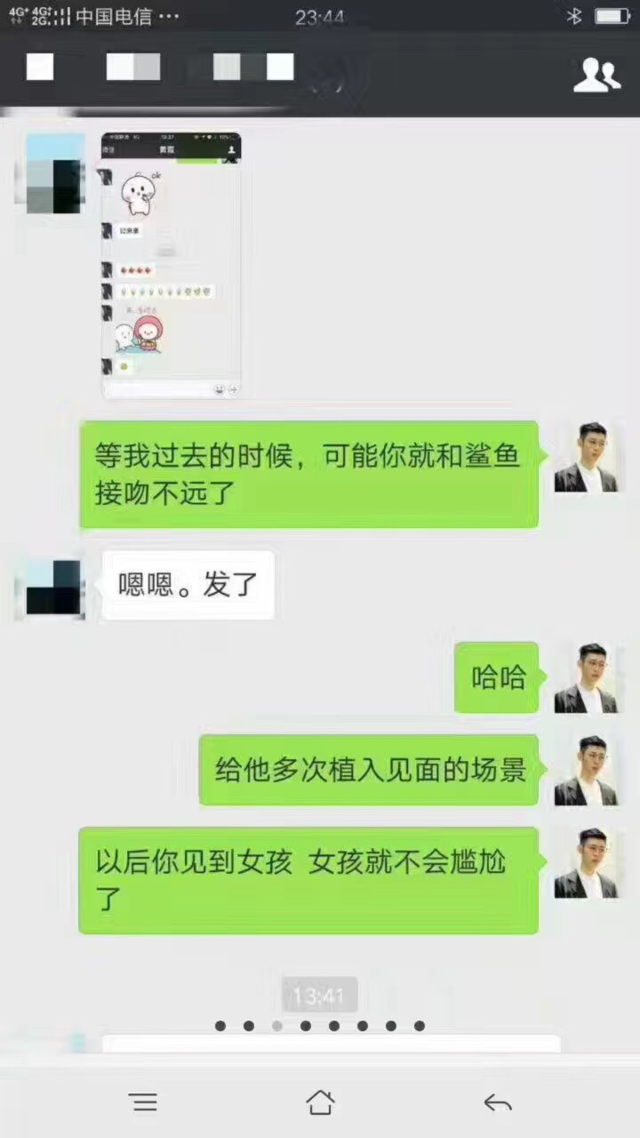 4G+ 4G+ 2G 中国电信 ···
23:44
ok
等我过去的时候，可能你就和鲨鱼
接吻不远了
嗯嗯。发了
哈哈
给他多次植入见面的场景
以后你见到女孩 女孩就不会尴尬
了
13:41